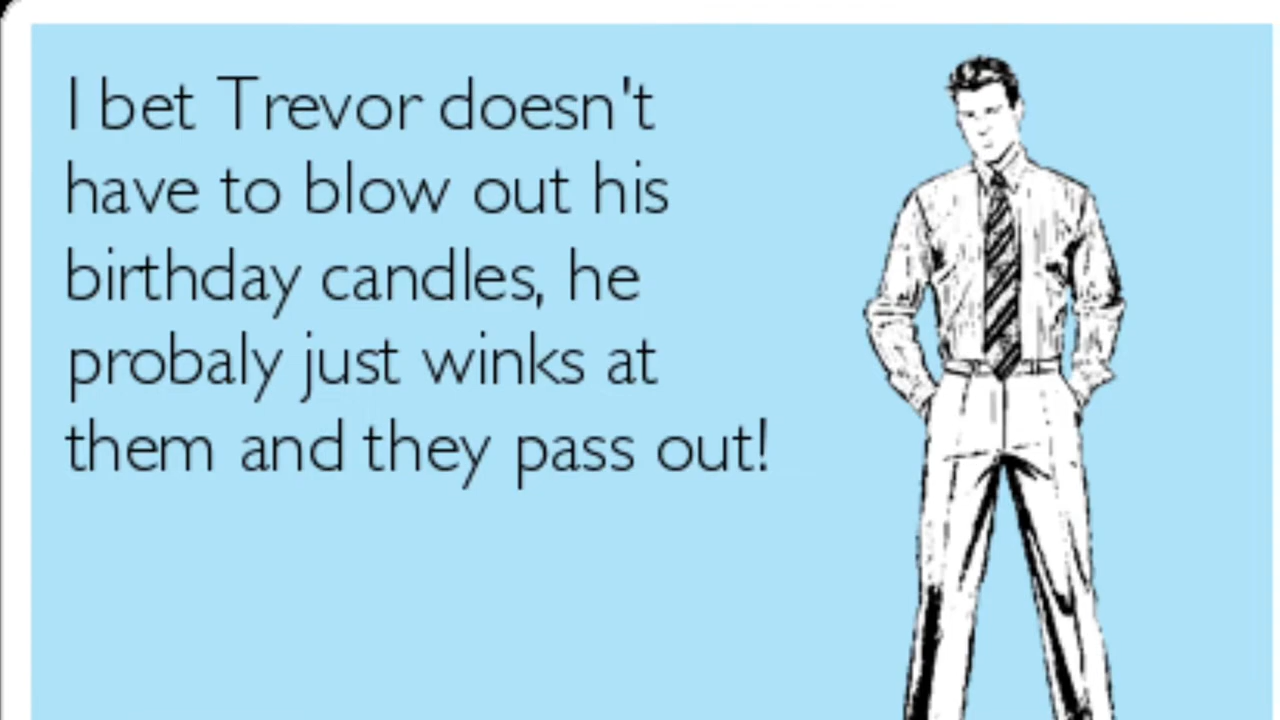 I bet Trevor doesn't
have to blow out his
birthday candles, he
probaly just winks at
them and they pass out!